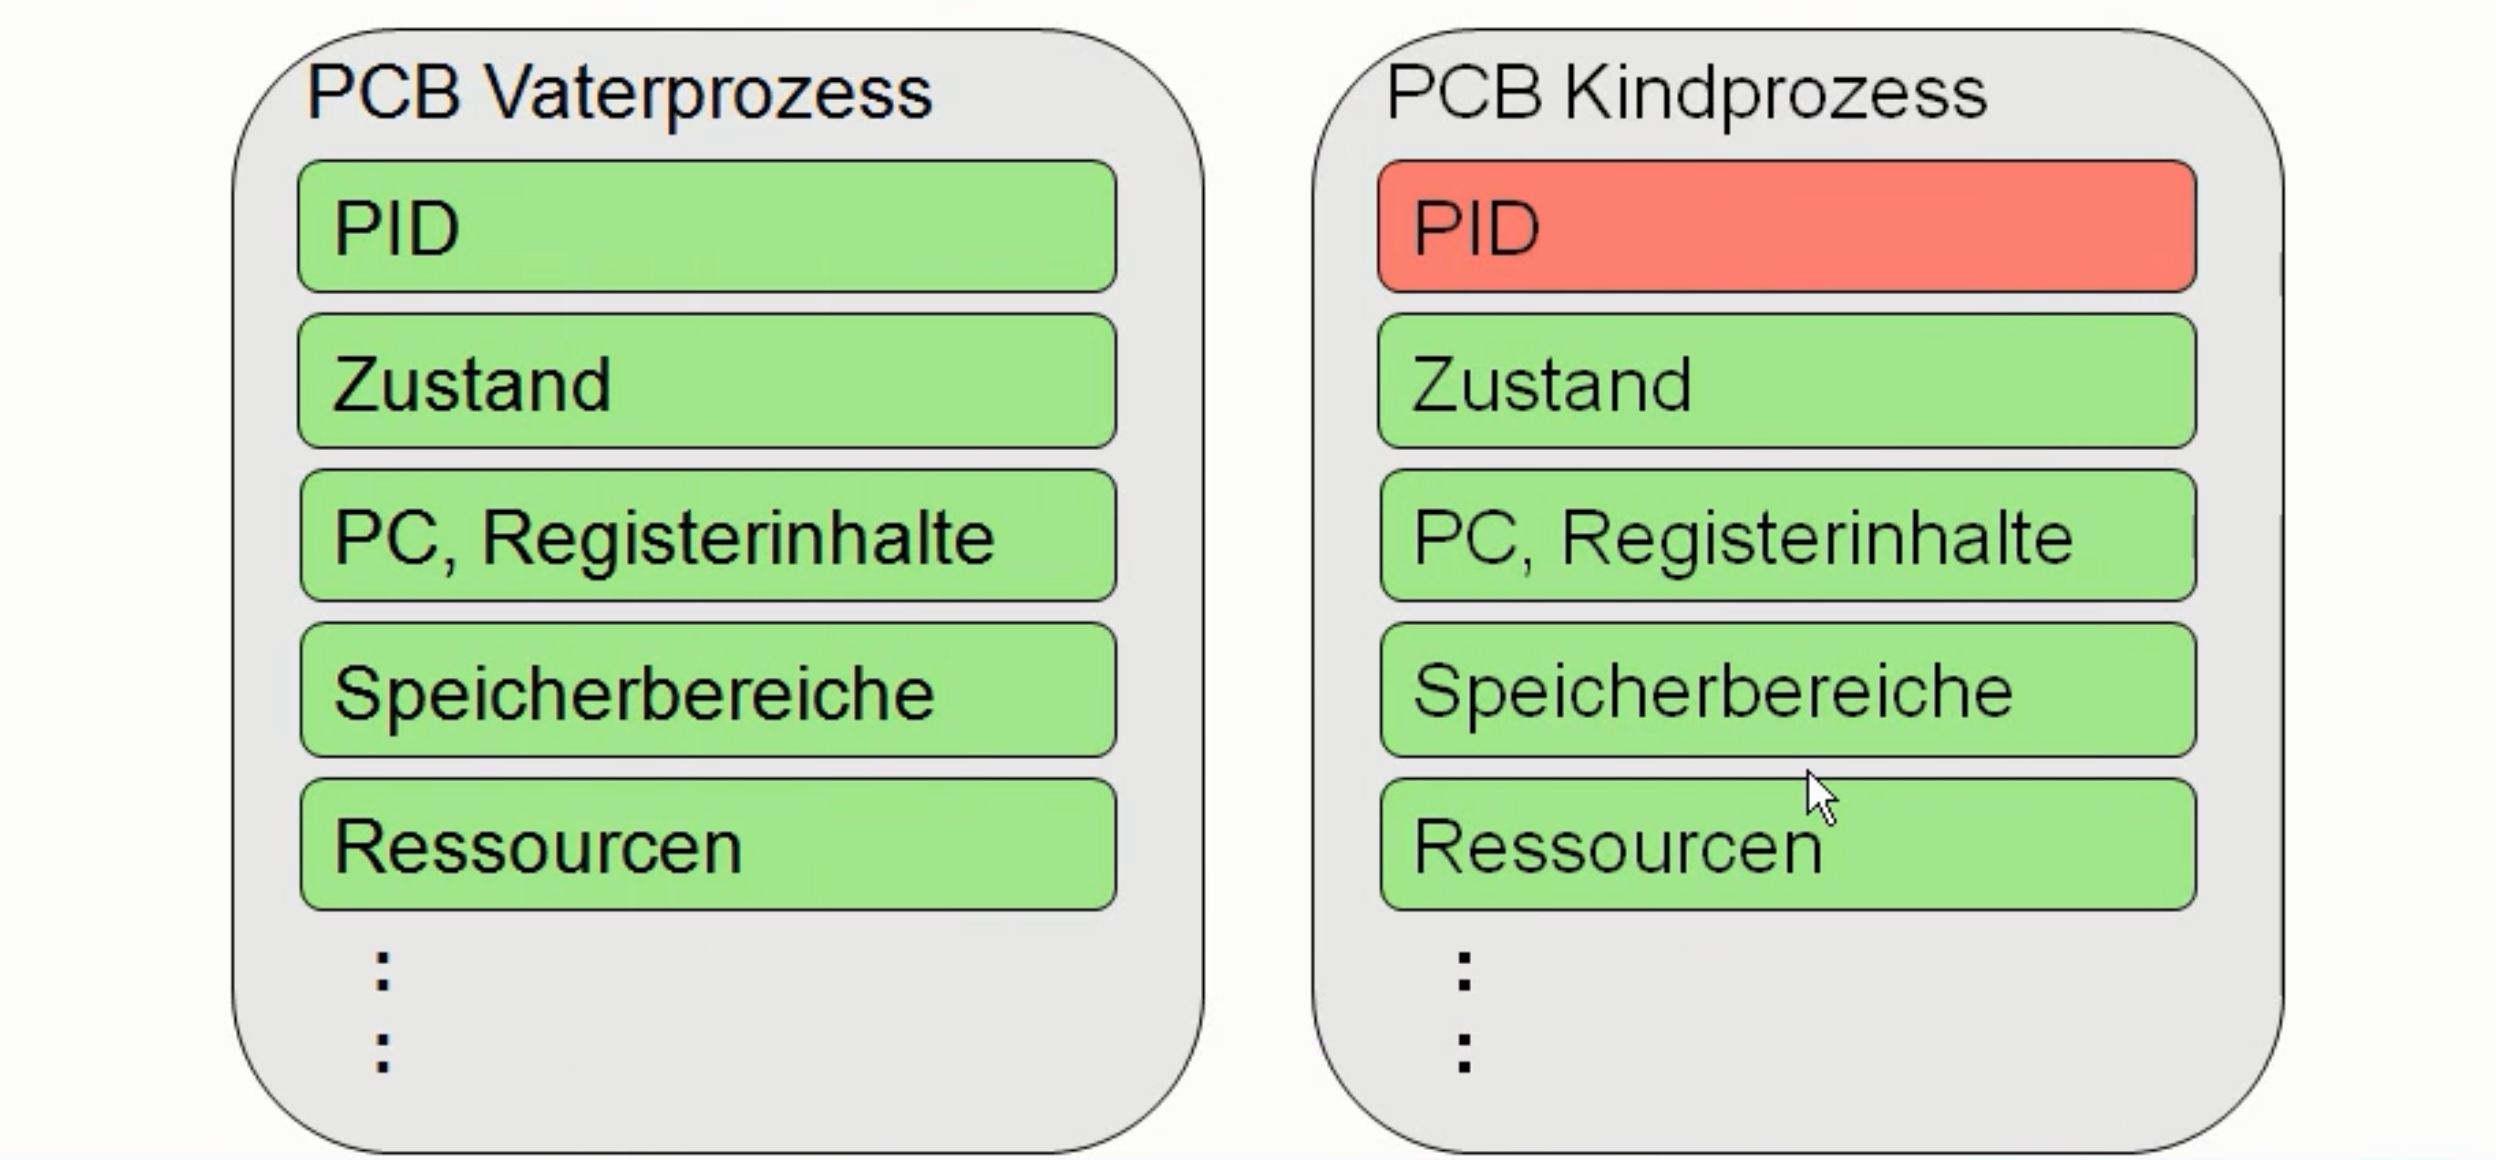 PCB Vaterprozess
PID
Zustand
PC, Registerinhalte
Speicherbereiche
Ressourcen
:
:
PCB Kindprozess
PID
Zustand
PC, Registerinhalte
Speicherbereiche
Ressourcen
:
: